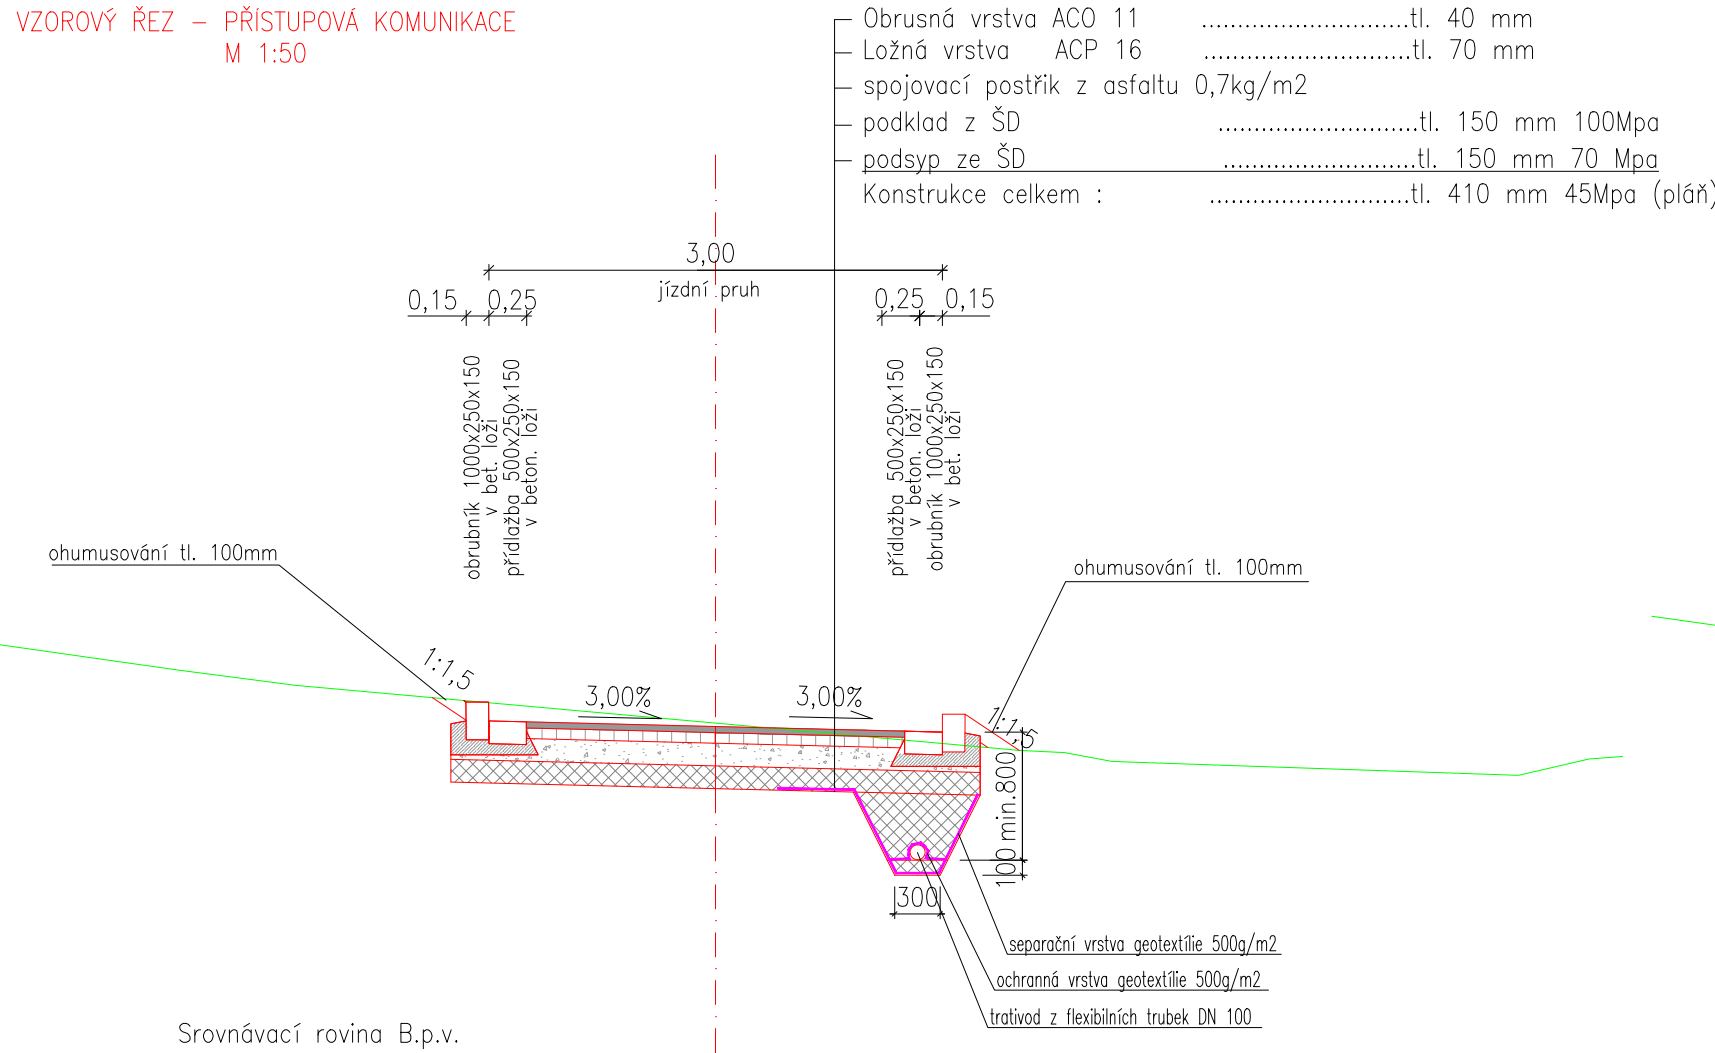 VZOROVÝ ŘEZ – PŘÍSTUPOVÁ KOMUNIKACE
M 1:50
Obrusná vrstva ACO 11 .............................tl. 40 mm
Ložná vrstva ACP 16 .............................tl. 70 mm
spojovací postřik z asfaltu 0,7kg/m2
podklad z ŠD ............................tl. 150 mm 100Mpa
podsyp ze ŠD ...........................tl. 150 mm 70 Mpa
Konstrukce celkem : ............................tl. 410 mm 45Mpa (pláň)
3,00
jízdní pruh
0,15
0,25
0,25
0,15
obrubník 1000x250x150
v bet. loži
přídlažba 500x250x150
v beton. loži
přídlažba 500x250x150
v beton. loži
obrubník 1000x250x150
v bet. loži
ohumusování tl. 100mm
ohumusování tl. 100mm
1:1,5
3,00%
3,00%
1:1,5
min.800
100
300
separační vrstva geotextílie 500g/m2
ochranná vrstva geotextílie 500g/m2
trativod z flexibilních trubek DN 100
Srovnávací rovina B.p.v.